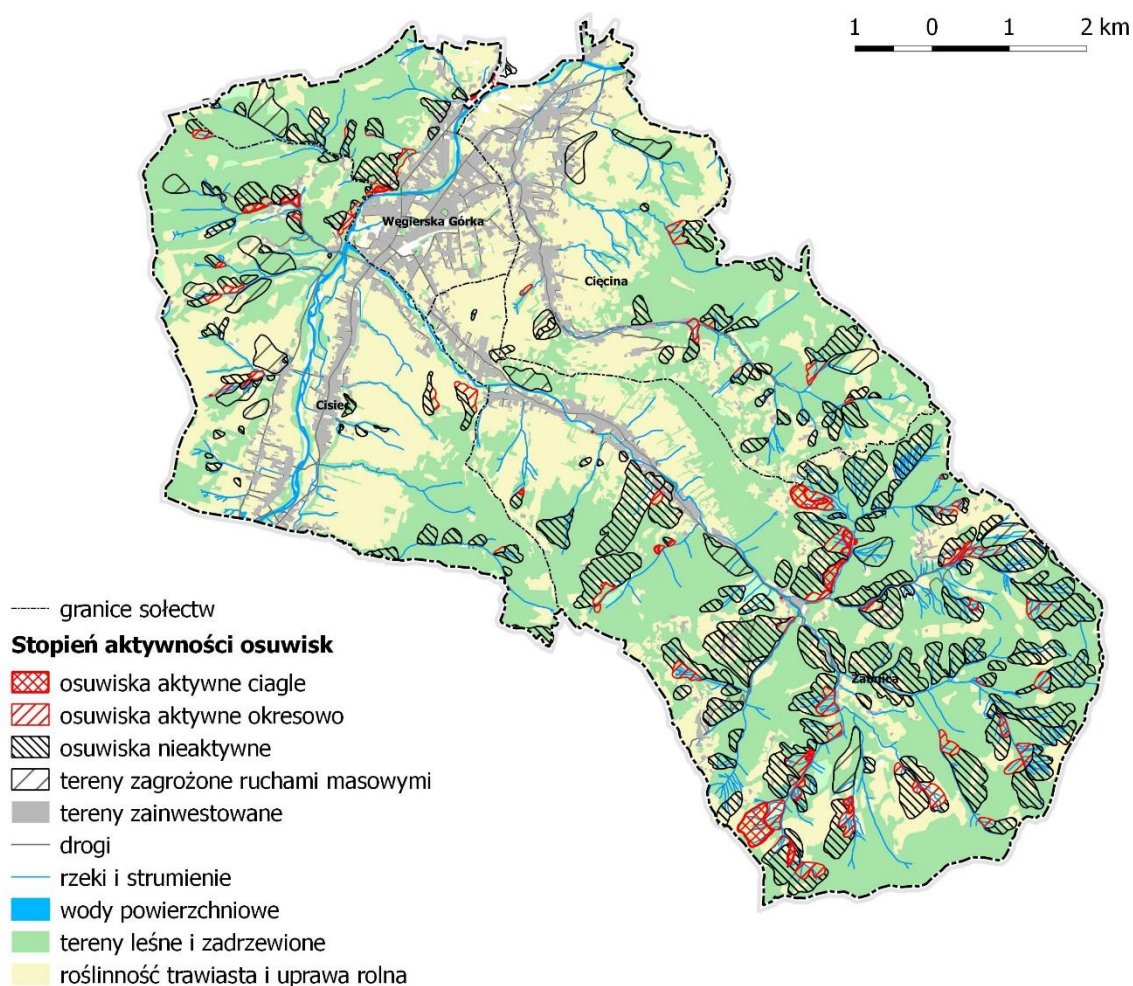 1 0 1 2 km
Węgierska Górka
Cięcina
Cisiec
Żabnica
granice sołectw
Stopień aktywności osuwisk
osuwiska aktywne ciagle
osuwiska aktywne okresowo
osuwiska nieaktywne
tereny zagrożone ruchami masowymi
tereny zainwestowane
drogi
rzeki i strumienie
wody powierzchniowe
tereny leśne i zadrzewione
roślinność trawiasta i uprawa rolna